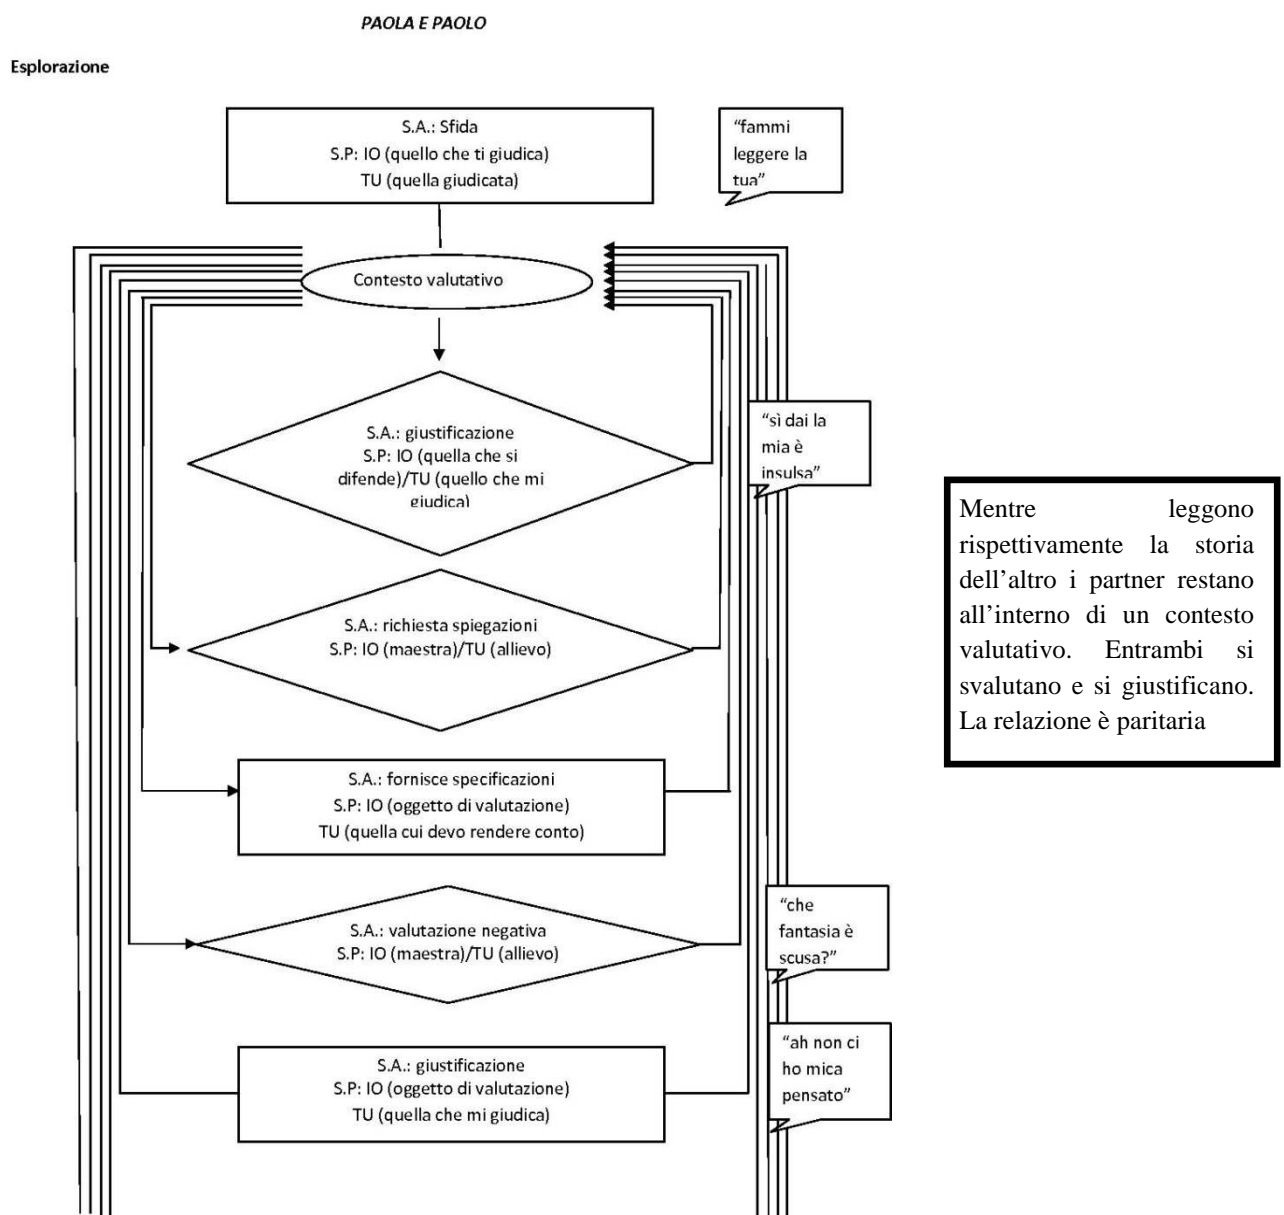 PAOLA E PAOLO
Esplorazione
S.A.: Sfida
S.P: IO (quello che ti giudica)
TU (quella giudicata)
“fammi
leggere la
tua”
Contesto valutativo
S.A.: giustificazione
S.P: IO (quella che si
difende)/TU (quello che mi
giudica)
“sì dai la
mia è
insulsa”
Mentre leggono
rispettivamente la storia
dell’altro i partner restano
all’interno di un contesto
valutativo. Entrambi si
svalutano e si giustificano.
La relazione è paritaria
S.A.: richiesta spiegazioni
S.P: IO (maestra)/TU (allievo)
S.A.: fornisce specificazioni
S.P: IO (oggetto di valutazione)
TU (quella cui devo rendere conto)
S.A.: valutazione negativa
S.P: IO (maestra)/TU (allievo)
“che
fantasia è
scusa?”
S.A.: giustificazione
S.P: IO (oggetto di valutazione)
TU (quella che mi giudica)
“ah non ci
ho mica
pensato”